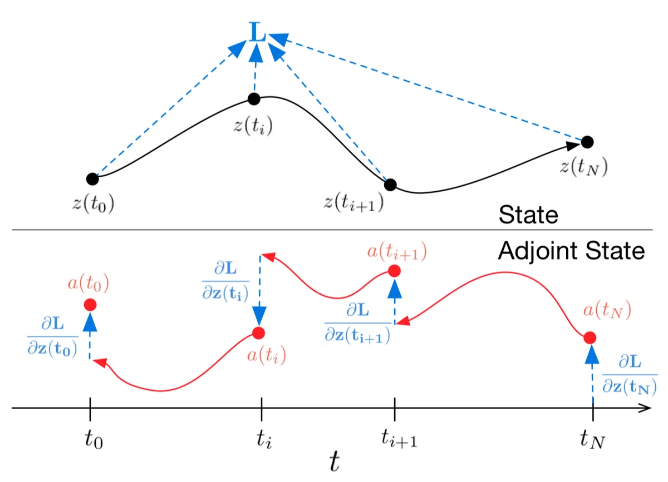 L
z(t_i)
z(t_0)
z(t_{i+1})
z(t_N)
State
Adjoint State
a(t_0)
∂L
∂z(t_0)
∂L
∂z(t_i)
a(t_i)
a(t_{i+1})
∂L
∂z(t_{i+1})
a(t_N)
∂L
∂z(t_N)
t_0
t_i
t_{i+1}
t_N
t